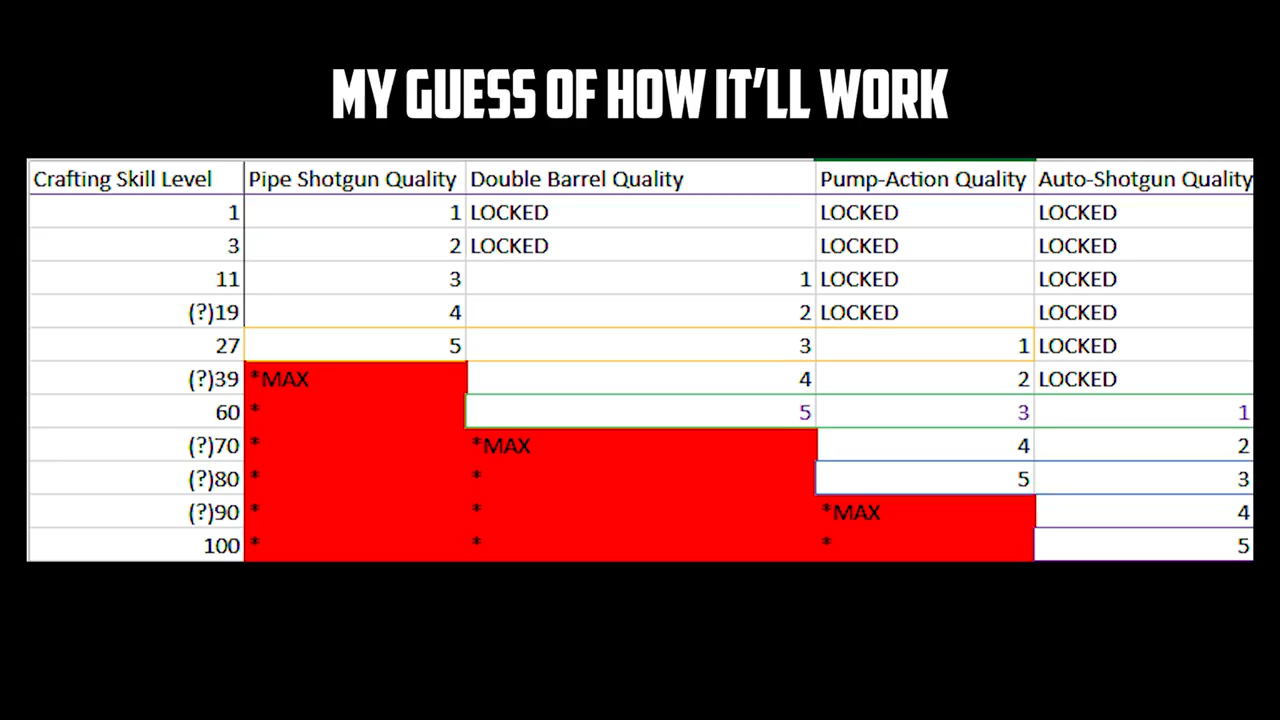 MY GUESS OF HOW IT'LL WORK
Crafting Skill Level Pipe Shotgun Quality Double Barrel Quality Pump-Action Quality Auto-Shotgun Quality
1 1 LOCKED LOCKED LOCKED
3 2 LOCKED LOCKED LOCKED
11 3 1 LOCKED LOCKED
(?)19 4 2 LOCKED LOCKED
27 5 3 1 LOCKED
(?)39 *MAX 4 2 LOCKED
60 * 5 3 1
(?)70 * *MAX 4 2
(?)80 * * 5 3
(?)90 * * *MAX 4
100 * * * 5